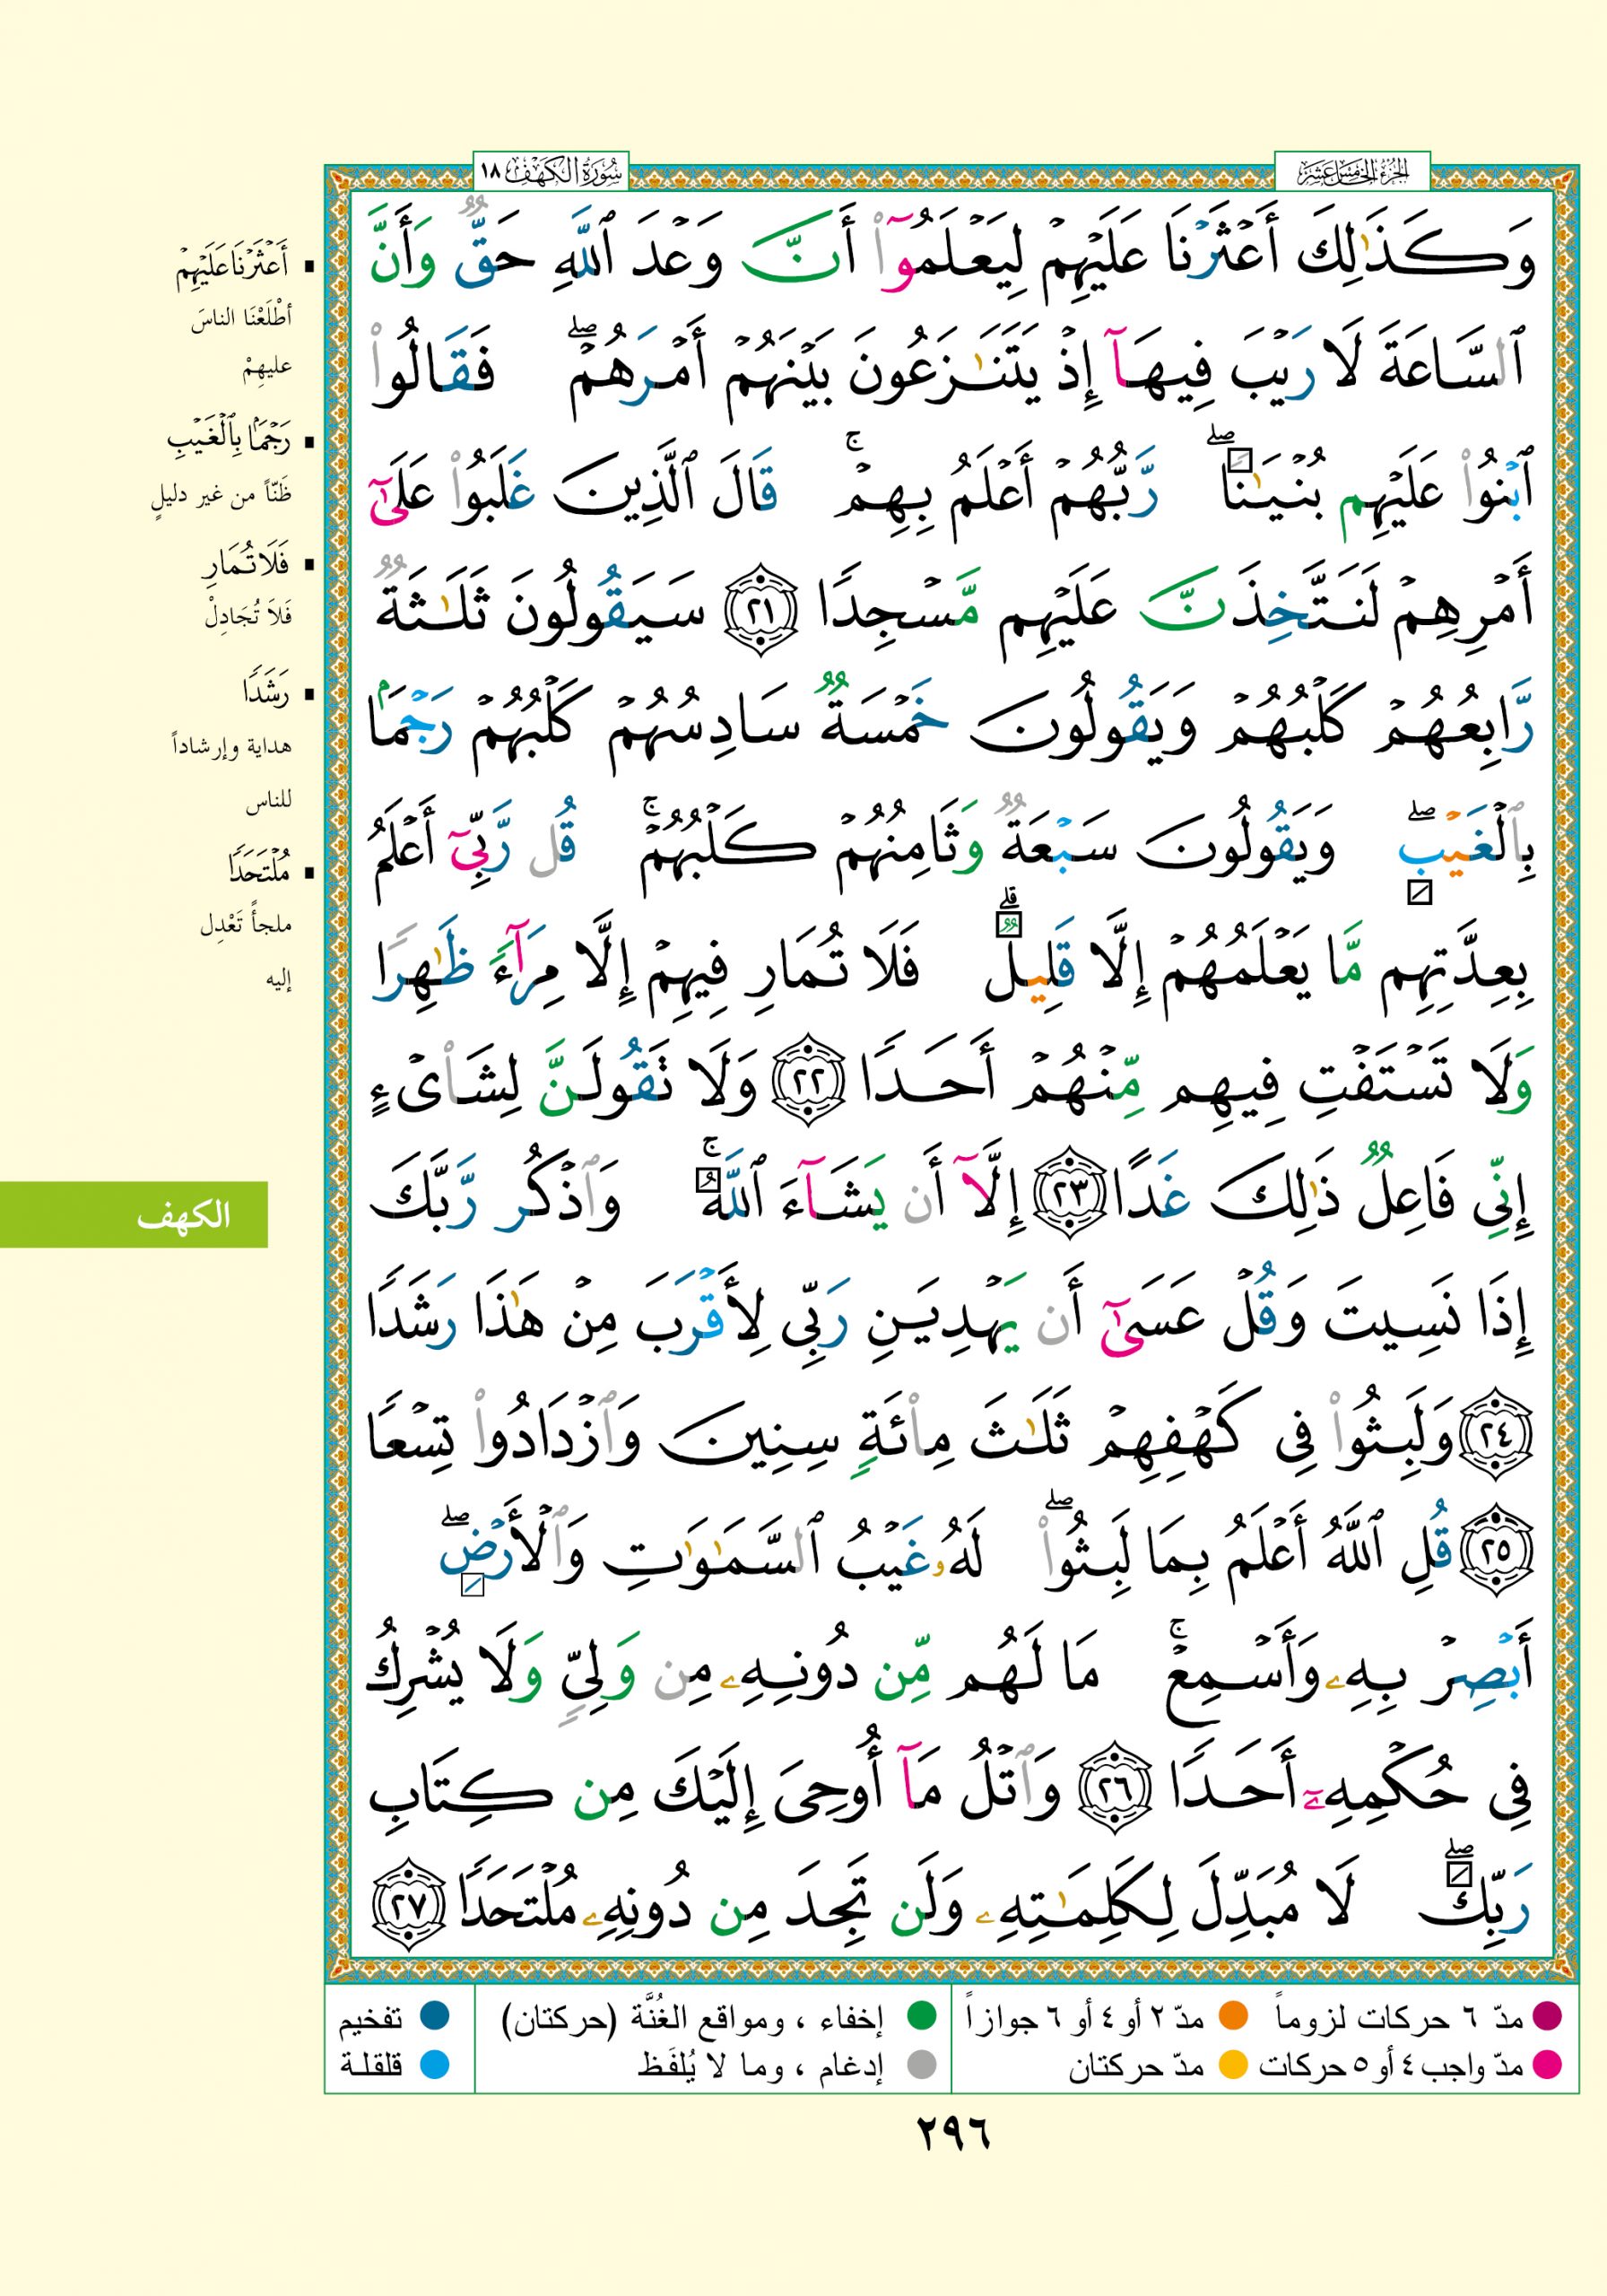 الجزء الخامس عشر
سورة الكهف ١٨
وَكَذَٰلِكَ أَعْثَرْنَا عَلَيْهِمْ لِيَعْلَمُوٓا۟ أَنَّ وَعْدَ ٱللَّهِ حَقٌّ وَأَنَّ
ٱلسَّاعَةَ لَا رَيْبَ فِيهَآ إِذْ يَتَنَٰزَعُونَ بَيْنَهُمْ أَمْرَهُمْ ۖ فَقَالُوا۟
ٱبْنُوا۟ عَلَيْهِم بُنْيَٰنًا ۖ رَّبُّهُمْ أَعْلَمُ بِهِمْ ۚ قَالَ ٱلَّذِينَ غَلَبُوا۟ عَلَىٰٓ
أَمْرِهِمْ لَنَتَّخِذَنَّ عَلَيْهِم مَّسْجِدًا ٢١ سَيَقُولُونَ ثَلَٰثَةٌ
رَّابِعُهُمْ كَلْبُهُمْ وَيَقُولُونَ خَمْسَةٌ سَادِسُهُمْ كَلْبُهُمْ رَجْمًۢا
بِٱلْغَيْبِ ۖ وَيَقُولُونَ سَبْعَةٌ وَثَامِنُهُمْ كَلْبُهُمْ ۚ قُل رَّبِّىٓ أَعْلَمُ
بِعِدَّتِهِم مَّا يَعْلَمُهُمْ إِلَّا قَلِيلٌ ۗ فَلَا تُمَارِ فِيهِمْ إِلَّا مِرَآءً ظَٰهِرًا
وَلَا تَسْتَفْتِ فِيهِم مِّنْهُمْ أَحَدًا ٢٢ وَلَا تَقُولَنَّ لِشَا۟ىْءٍ
إِنِّى فَاعِلٌ ذَٰلِكَ غَدًا ٢٣ إِلَّآ أَن يَشَآءَ ٱللَّهُ ۚ وَٱذْكُر رَّبَّكَ
إِذَا نَسِيتَ وَقُلْ عَسَىٰٓ أَن يَهْدِيَنِ رَبِّى لِأَقْرَبَ مِنْ هَٰذَا رَشَدًا
٢٤ وَلَبِثُوا۟ فِى كَهْفِهِمْ ثَلَٰثَ مِا۟ئَةٍ سِنِينَ وَٱزْدَادُوا۟ تِسْعًا
٢٥ قُلِ ٱللَّهُ أَعْلَمُ بِمَا لَبِثُوا۟ ۖ لَهُۥ غَيْبُ ٱلسَّمَٰوَٰتِ وَٱلْأَرْضِ ۖ
أَبْصِرْ بِهِۦ وَأَسْمِعْ ۚ مَا لَهُم مِّن دُونِهِۦ مِن وَلِىٍّ وَلَا يُشْرِكُ
فِى حُكْمِهِۦٓ أَحَدًا ٢٦ وَٱتْلُ مَآ أُوحِىَ إِلَيْكَ مِن كِتَابِ
رَبِّكَ ۖ لَا مُبَدِّلَ لِكَلِمَٰتِهِۦ وَلَن تَجِدَ مِن دُونِهِۦ مُلْتَحَدًا ٢٧
أَعْثَرْنَا عَلَيْهِمْ
أَطْلَعْنَا الناسَ
عليهِمْ
رَجْمًۢا بِٱلْغَيْبِ
ظَنّاً من غير دليلٍ
فَلَا تُمَارِ
فَلاَ تُجَادِلْ
رَشَدًا
هداية وإرشاداً
للناس
مُلْتَحَدًا
ملجأً تَعْدِل
إليه
الكهف
مدّ ٦ حركات لزوماً
مدّ ٢ أو ٤ أو ٦ جوازاً
إخفاء ، ومواقع الغُنَّة (حركتان)
تفخيم
مدّ واجب ٤ أو ٥ حركات
مدّ حركتان
إدغام ، وما لا يُلفَظ
قلقلة
٢٩٦